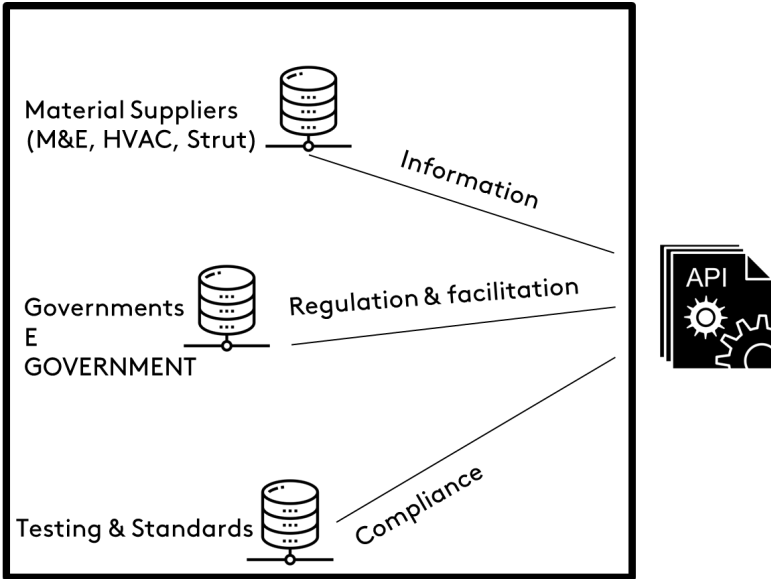 Material Suppliers
(M&E, HVAC, Strut)
Information
API
Governments
E
GOVERNMENT
Regulation & facilitation
Testing & Standards
Compliance